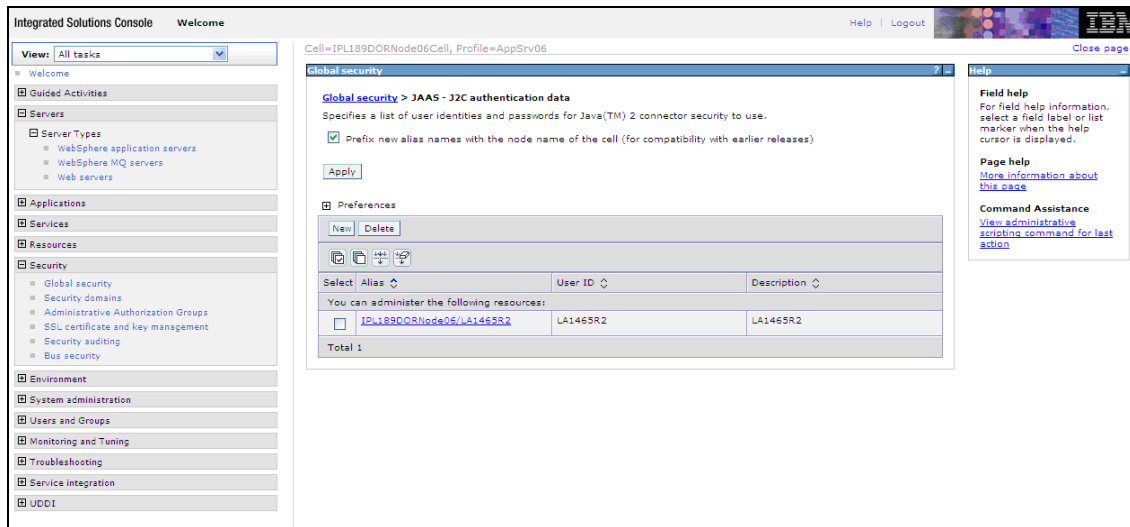 Integrated Solutions Console Welcome
Help | Logout
IBM
View: All tasks
Welcome
Guided Activities
Servers
Server Types
WebSphere application servers
WebSphere MQ servers
Web servers
Applications
Services
Resources
Security
Global security
Security domains
Administrative Authorization Groups
SSL certificate and key management
Security auditing
Bus security
Environment
System administration
Users and Groups
Monitoring and Tuning
Troubleshooting
Service integration
UDDI
Cell=IPL189DORNode06Cell, Profile=AppSrv06
Close page
Global security ? -
Global security > JAAS - J2C authentication data
Specifies a list of user identities and passwords for Java(TM) 2 connector security to use.
Prefix new alias names with the node name of the cell (for compatibility with earlier releases)
Apply
Preferences
New Delete
Select Alias User ID Description
You can administer the following resources:
IPL189DORNode06/LA1465R2 LA1465R2 LA1465R2
Total 1
Help -
Field help
For field help information,
select a field label or list
marker when the help
cursor is displayed.
Page help
More information about
this page
Command Assistance
View administrative
scripting command for last
action